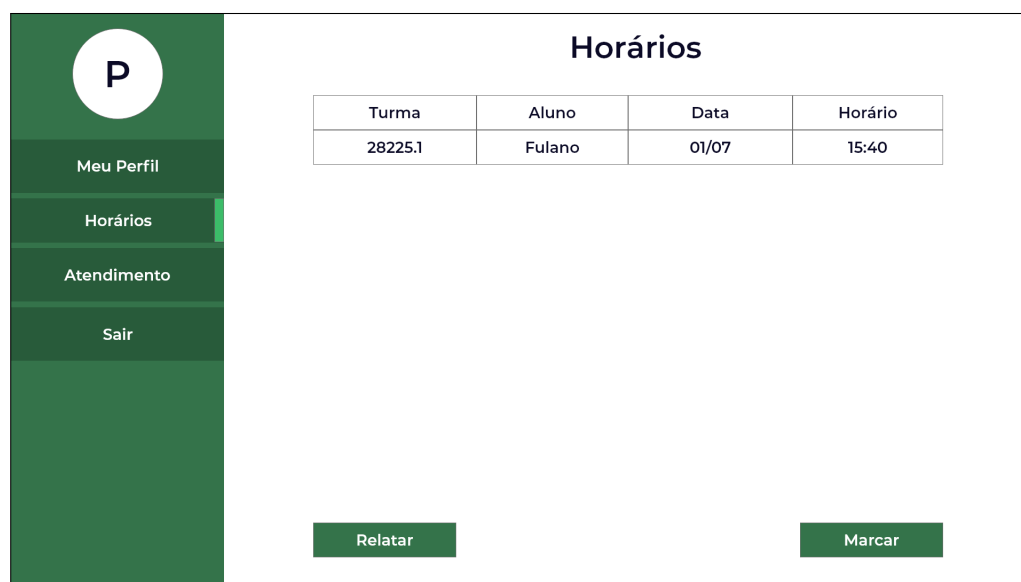 P
Meu Perfil
Horários
Atendimento
Sair
Horários
Turma Aluno Data Horário
28225.1 Fulano 01/07 15:40
Relatar Marcar